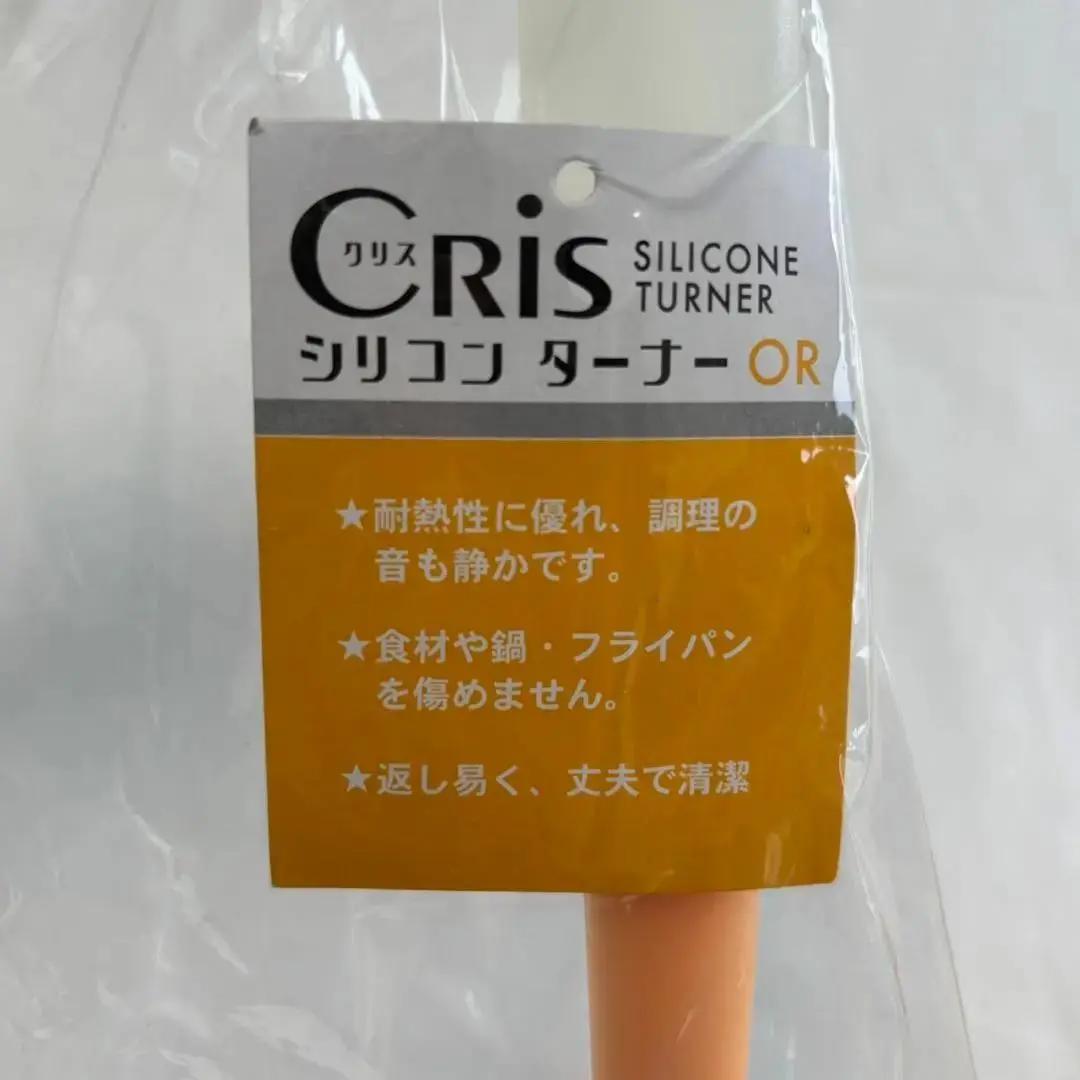 CRiS
クリス
SILICONE
TURNER
シリコン ターナー OR
★耐熱性に優れ、調理の
音も静かです。
★食材や鍋・フライパン
を傷めません。
★返し易く、丈夫で清潔